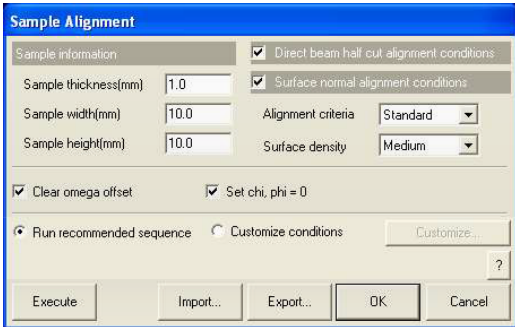 Sample Alignment
Sample information
Direct beam half cut alignment conditions
Sample thickness(mm) 1.0
Surface normal alignment conditions
Sample width(mm) 10.0
Alignment criteria Standard
Sample height(mm) 10.0
Surface density Medium
Clear omega offset
Set chi, phi = 0
Run recommended sequence
Customize conditions
Customize...
?
Execute
Import...
Export...
OK
Cancel